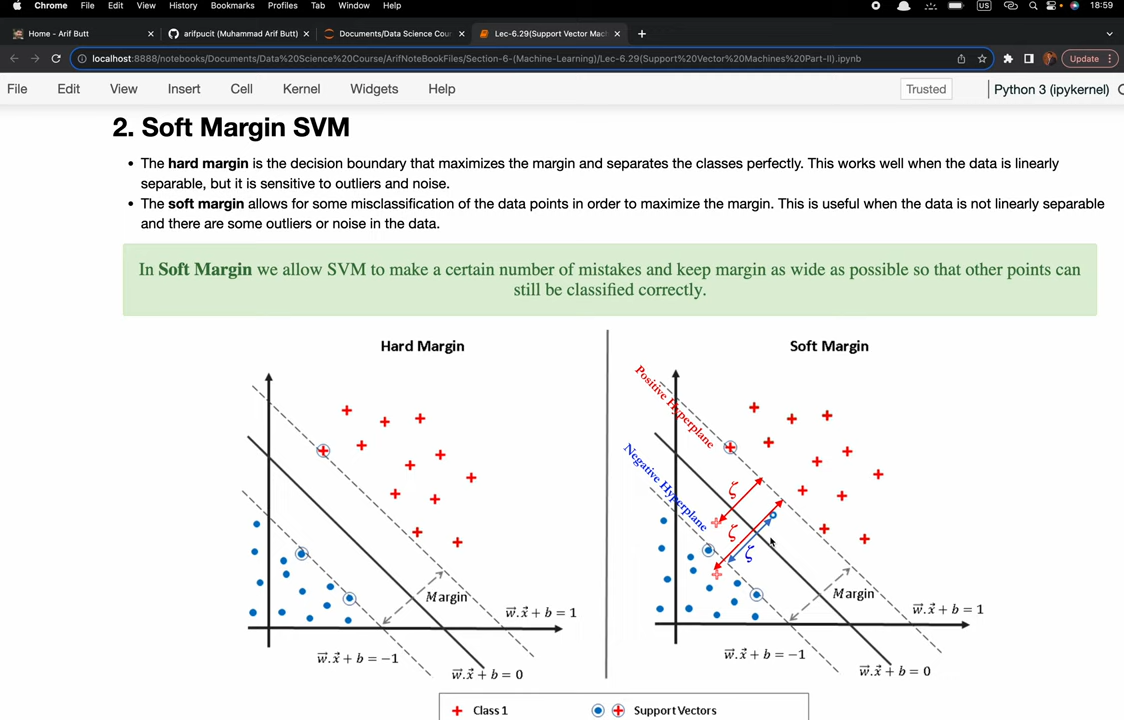 Chrome File Edit View History Bookmarks Profiles Tab Window Help US 18:59
Home - Arif Butt arifpucit (Muhammad Arif Butt) Documents/Data Science Cou Lec-6.29(Support Vector Mac
localhost:8888/notebooks/Documents/Data%20Science%20Course/ArifNoteBookFiles/Section-6-(Machine-Learning)/Lec-6.29(Support%20Vector%20Machines%20Part-II).ipynb Update
File Edit View Insert Cell Kernel Widgets Help Trusted Python 3 (ipykernel)
2. Soft Margin SVM
• The hard margin is the decision boundary that maximizes the margin and separates the classes perfectly. This works well when the data is linearly
separable, but it is sensitive to outliers and noise.
• The soft margin allows for some misclassification of the data points in order to maximize the margin. This is useful when the data is not linearly separable
and there are some outliers or noise in the data.
In Soft Margin we allow SVM to make a certain number of mistakes and keep margin as wide as possible so that other points can
still be classified correctly.
Hard Margin
Margin
w⃗.x⃗ + b = 1
w⃗.x⃗ + b = −1
w⃗.x⃗ + b = 0
Soft Margin
Positive Hyperplane
Negative Hyperplane
ζ
ζ
ζ
Margin
w⃗.x⃗ + b = 1
w⃗.x⃗ + b = −1
w⃗.x⃗ + b = 0
Class 1 Support Vectors